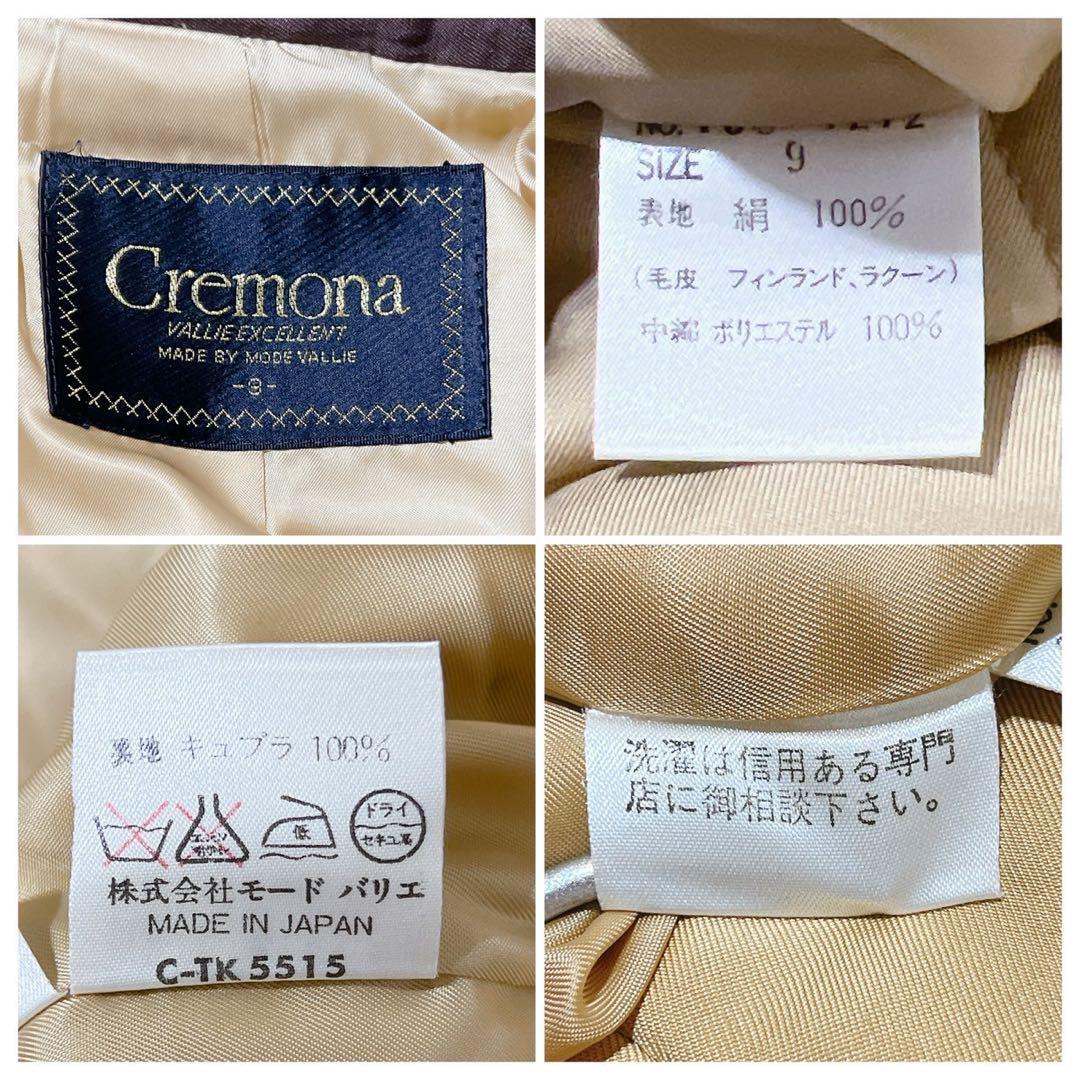 Cremona
VALLIE EXCELLENT
MADE BY MODE VALLIE
-9-
SIZE 9
表地 絹 100%
(毛皮 フィンランド、ラクーン)
中綿 ポリエステル 100%
裏地 キュプラ 100%
低
ドライ
セキユ系
株式会社モード バリエ
MADE IN JAPAN
C-TK 5515
洗濯は信用ある専門
店に御相談下さい。